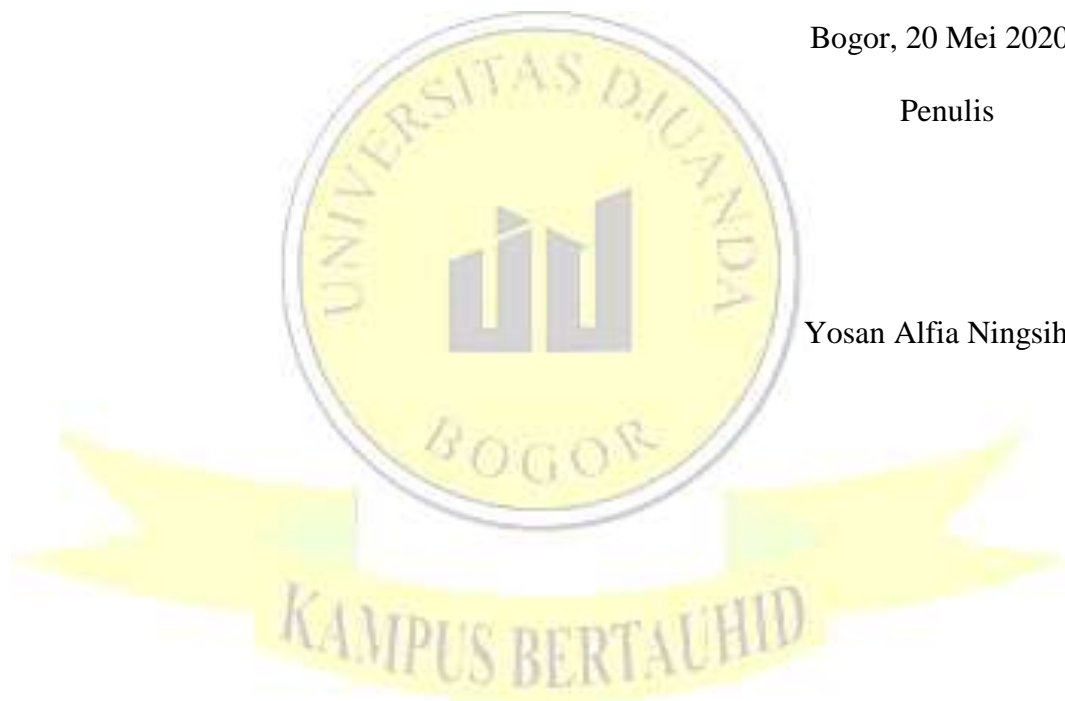 Bogor, 20 Mei 2020
Penulis
UNIVERSITAS DJUANDA
Yosan Alfia Ningsih
BOGOR
KAMPUS BERTAUHID